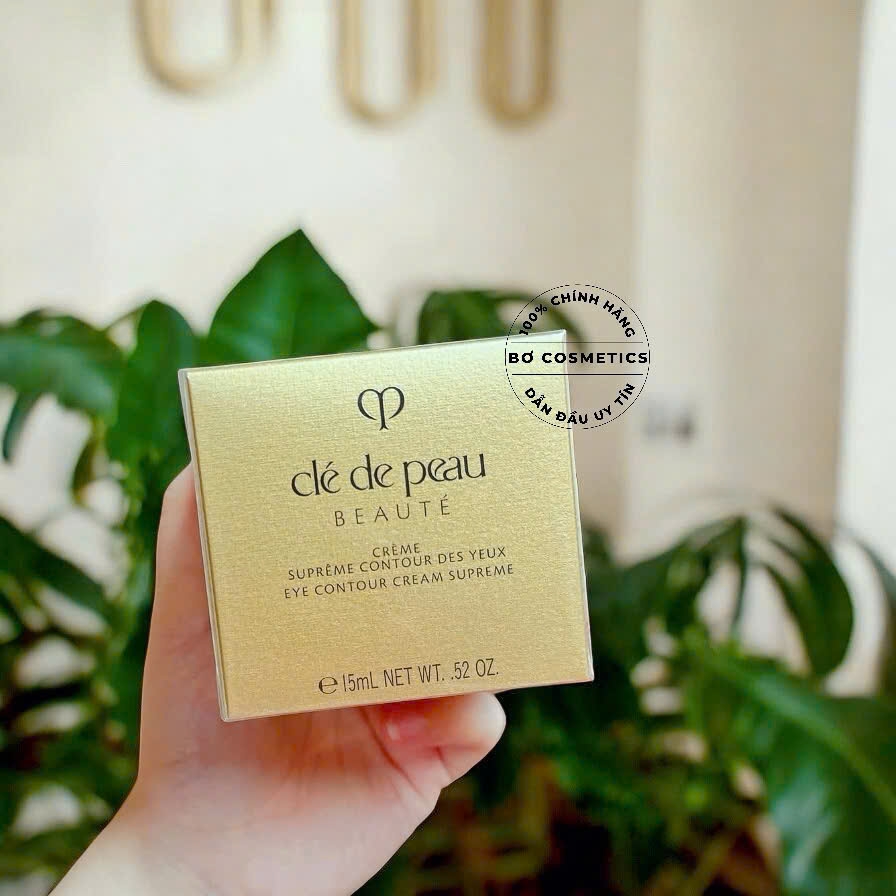 100% CHÍNH HÃNG
BƠ COSMETICS
DẪN ĐẦU UY TÍN
clé de peau
BEAUTÉ
CRÈME
SUPRÊME CONTOUR DES YEUX
EYE CONTOUR CREAM SUPREME
℮ 15mL NET WT. .52 OZ.